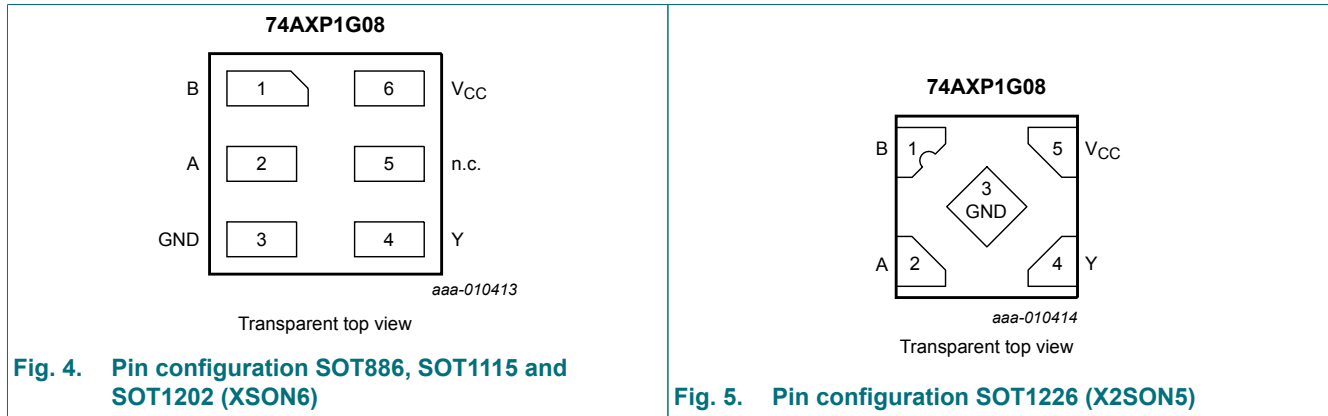 74AXP1G08
B 1 6 VCC
A 2 5 n.c.
GND 3 4 Y
aaa-010413
Transparent top view
Fig. 4. Pin configuration SOT886, SOT1115 and
SOT1202 (XSON6)
74AXP1G08
B 1 5 VCC
3
GND
A 2 4 Y
aaa-010414
Transparent top view
Fig. 5. Pin configuration SOT1226 (X2SON5)